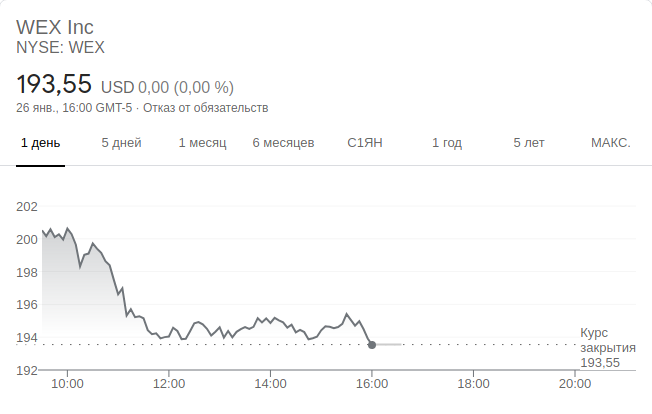 WEX Inc
NYSE: WEX
193,55 USD 0,00 (0,00 %)
26 янв., 16:00 GMT-5 · Отказ от обязательств
1 день 5 дней 1 месяц 6 месяцев С1ЯН 1 год 5 лет МАКС.
202
200
198
196
194
192
Курс
закрытия
193,55
10:00 12:00 14:00 16:00 18:00 20:00